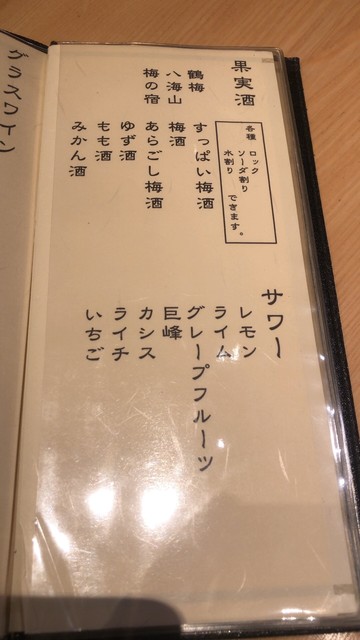 果実酒
各種 ロック
ソーダ割り
水割り
できます。
鶴梅 すっぱい梅酒
八海山 梅酒
梅の宿 あらごし梅酒
ゆず酒
もも酒
みかん酒
サワー
レモン
ライム
グレープフルーツ
巨峰
カシス
ライチ
いちご
グラスワイン